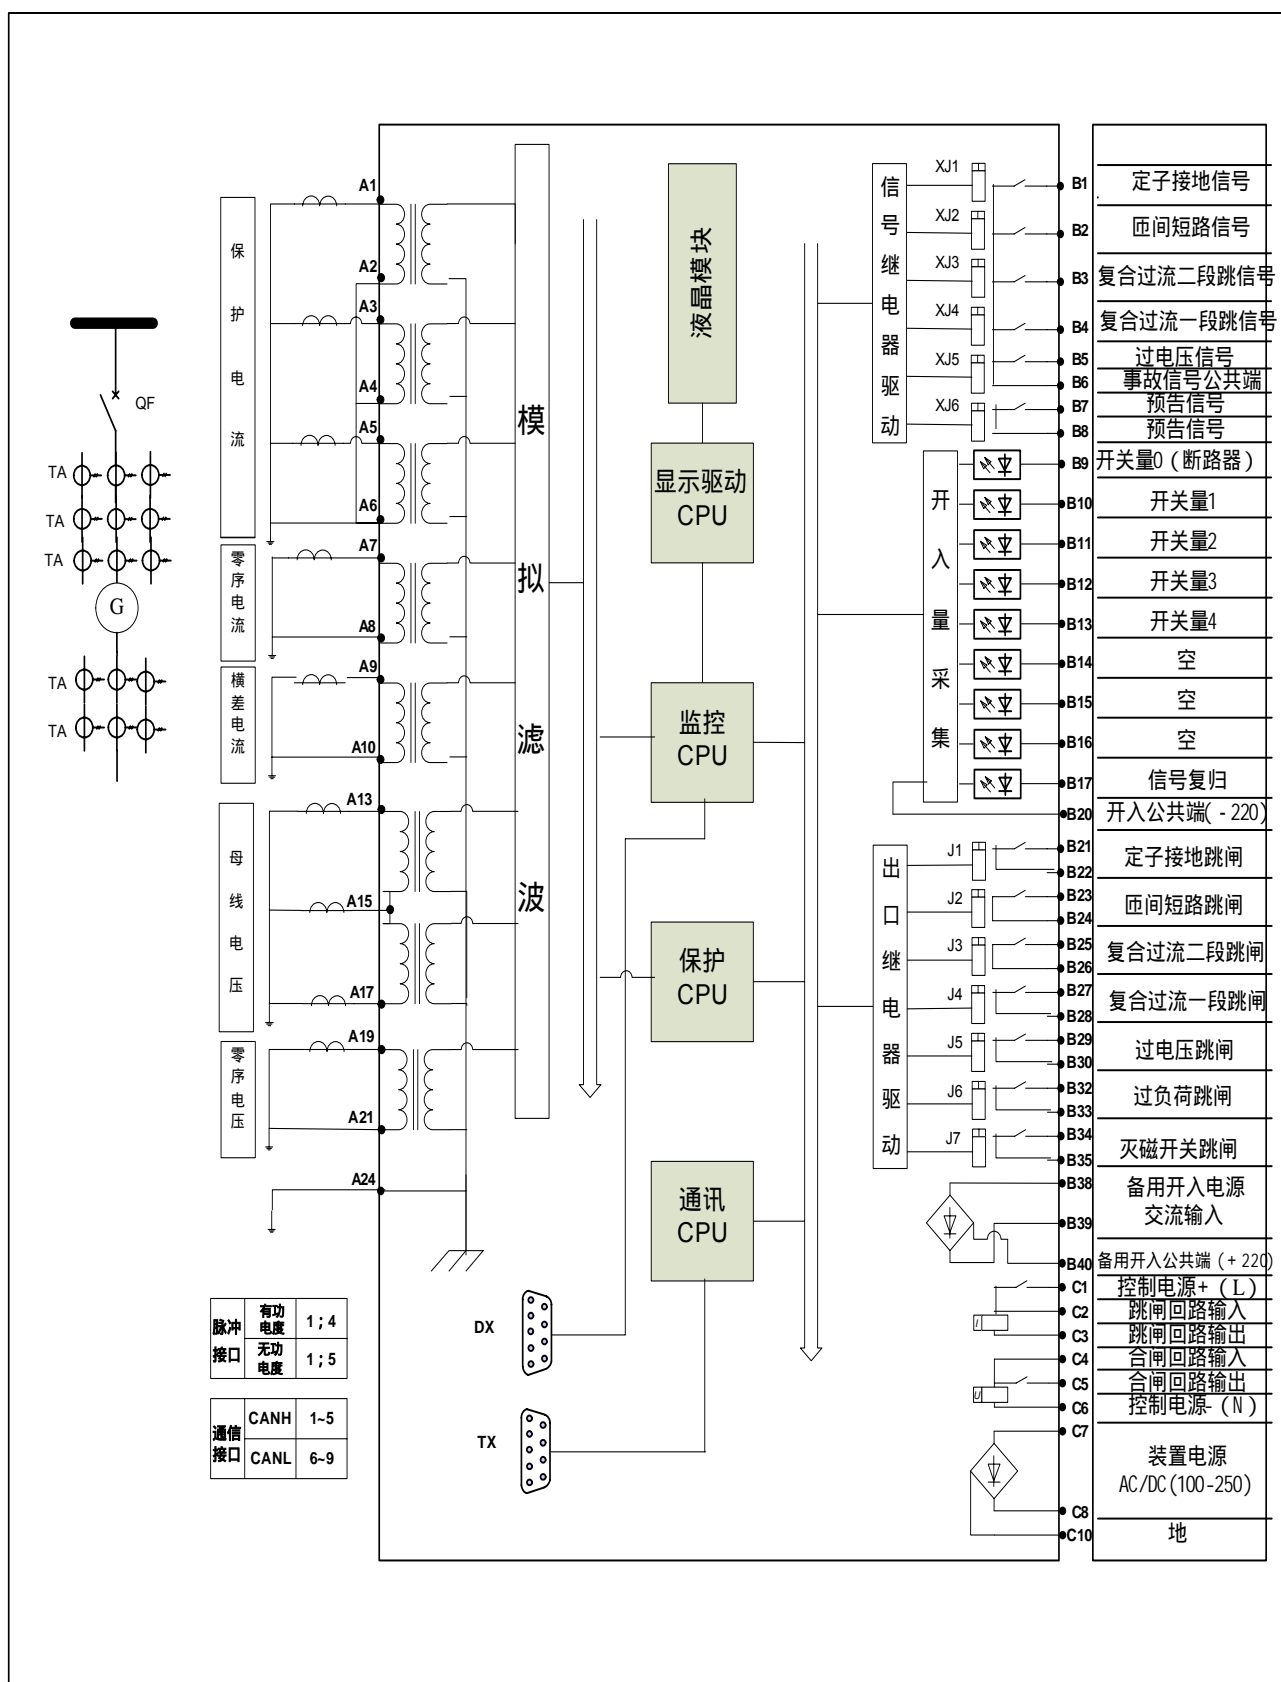 QF
TA
TA
TA
G
TA
TA
保护电流
零序电流
横差电流
母线电压
零序电压
A1
A2
A3
A4
A5
A6
A7
A8
A9
A10
A13
A15
A17
A19
A21
A24
模拟滤波
液晶模块
显示驱动
CPU
监控
CPU
保护
CPU
通讯
CPU
DX
TX
脉冲
接口
有功
电度
1;4
无功
电度
1;5
通信
接口
CANH
1~5
CANL
6~9
信号继电器驱动
XJ1
XJ2
XJ3
XJ4
XJ5
XJ6
开入量采集
出口继电器驱动
J1
J2
J3
J4
J5
J6
J7
I
U
B1 定子接地信号
B2 匝间短路信号
B3 复合过流二段跳信号
B4 复合过流一段跳信号
B5 过电压信号
B6 事故信号公共端
B7 预告信号
B8 预告信号
B9 开关量0(断路器)
B10 开关量1
B11 开关量2
B12 开关量3
B13 开关量4
B14 空
B15 空
B16 空
B17 信号复归
B20 开入公共端(-220)
B21
定子接地跳闸
B22
B23
匝间短路跳闸
B24
B25
复合过流二段跳闸
B26
B27
复合过流一段跳闸
B28
B29
过电压跳闸
B30
B32
过负荷跳闸
B33
B34
灭磁开关跳闸
B35
B38 备用开入电源
B39 交流输入
B40 备用开入公共端(+220)
C1 控制电源+(L)
C2 跳闸回路输入
C3 跳闸回路输出
C4 合闸回路输入
C5 合闸回路输出
C6 控制电源-(N)
C7
装置电源
AC/DC(100-250)
C8
C10 地